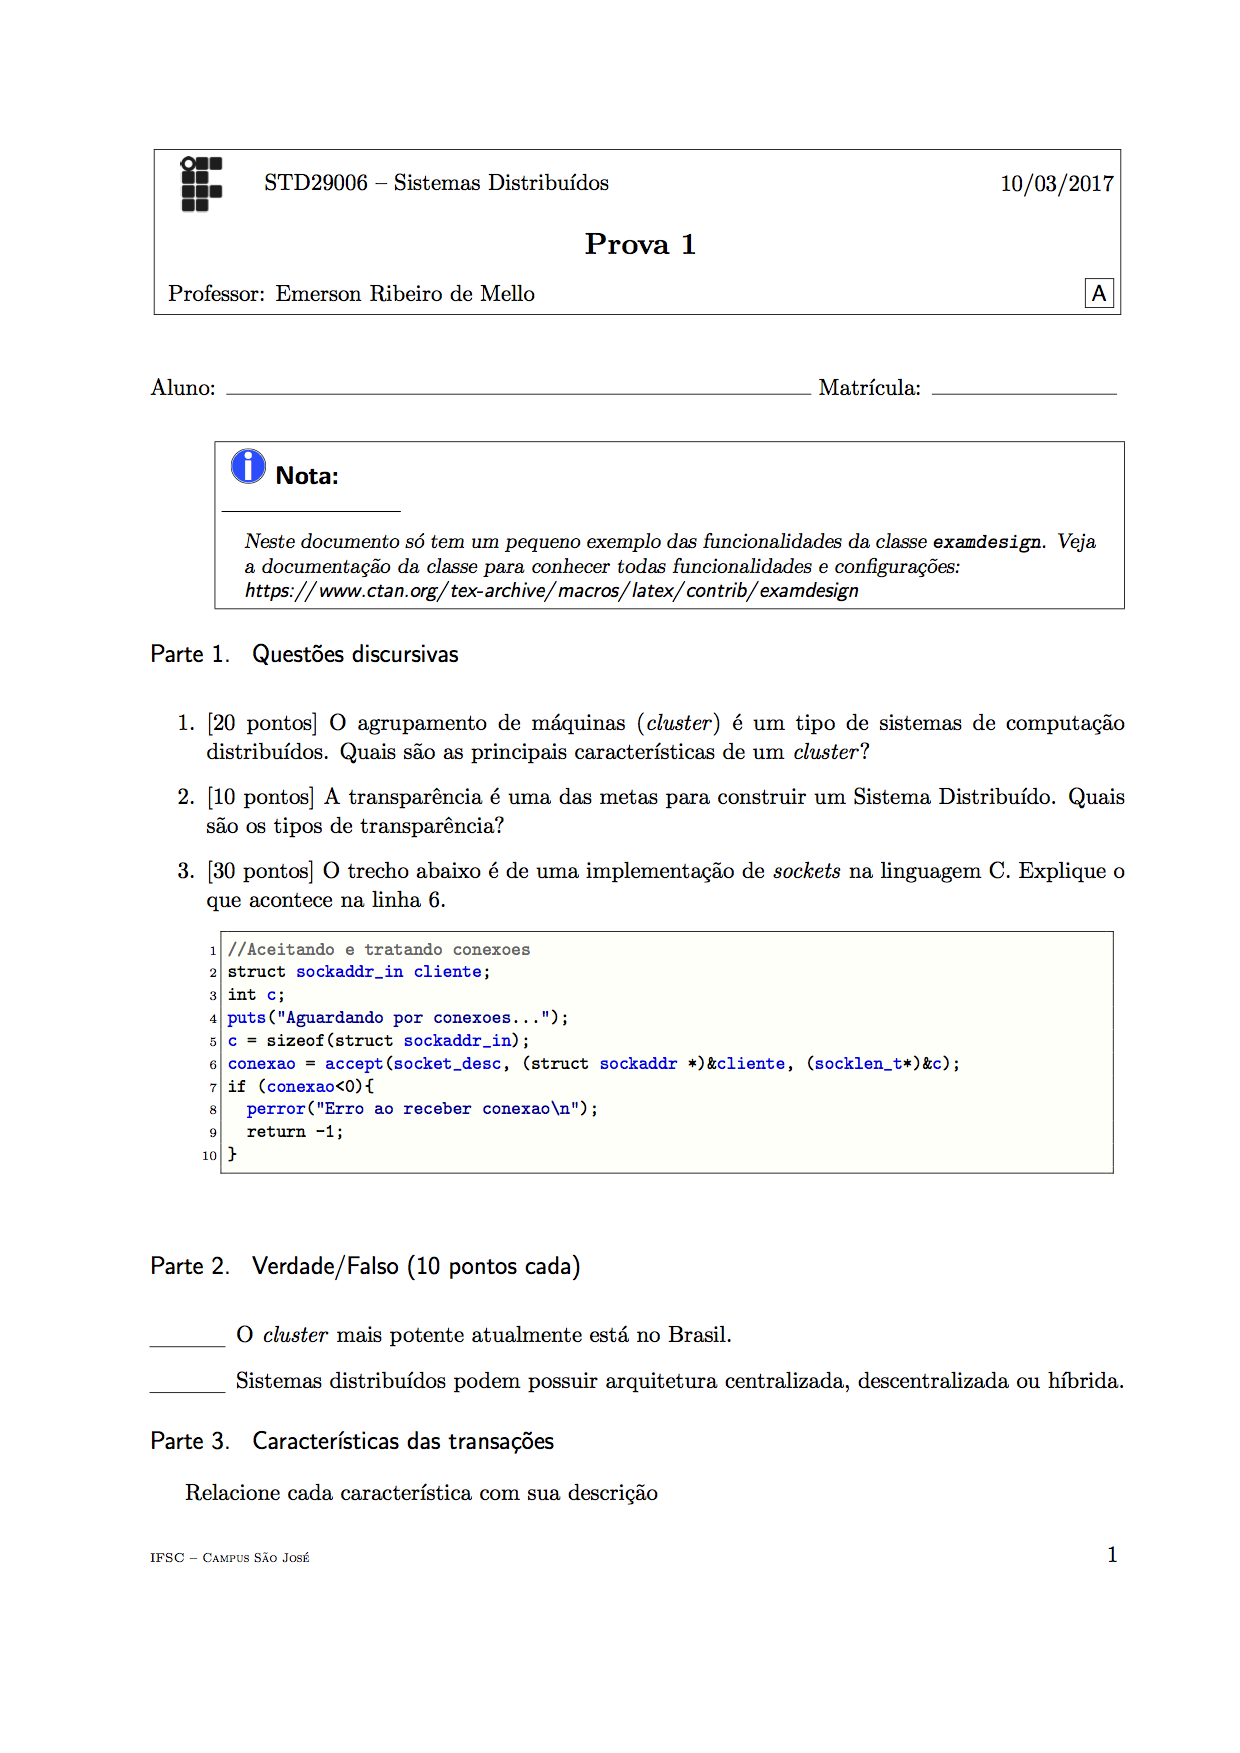 STD29006 – Sistemas Distribuídos 10/03/2017
Prova 1
Professor: Emerson Ribeiro de Mello A
Aluno: Matrícula:
Nota:
Neste documento só tem um pequeno exemplo das funcionalidades da classe examdesign. Veja
a documentação da classe para conhecer todas funcionalidades e configurações:
https://www.ctan.org/tex-archive/macros/latex/contrib/examdesign
Parte 1. Questões discursivas
1. [20 pontos] O agrupamento de máquinas (cluster) é um tipo de sistemas de computação
distribuídos. Quais são as principais características de um cluster?
2. [10 pontos] A transparência é uma das metas para construir um Sistema Distribuído. Quais
são os tipos de transparência?
3. [30 pontos] O trecho abaixo é de uma implementação de sockets na linguagem C. Explique o
que acontece na linha 6.
1 //Aceitando e tratando conexoes
2 struct sockaddr_in cliente;
3 int c;
4 puts("Aguardando por conexoes...");
5 c = sizeof(struct sockaddr_in);
6 conexao = accept(socket_desc, (struct sockaddr *)&cliente, (socklen_t*)&c);
7 if (conexao<0){
8 perror("Erro ao receber conexao\n");
9 return -1;
10 }
Parte 2. Verdade/Falso (10 pontos cada)
O cluster mais potente atualmente está no Brasil.
Sistemas distribuídos podem possuir arquitetura centralizada, descentralizada ou híbrida.
Parte 3. Características das transações
Relacione cada característica com sua descrição
IFSC – Campus São José 1